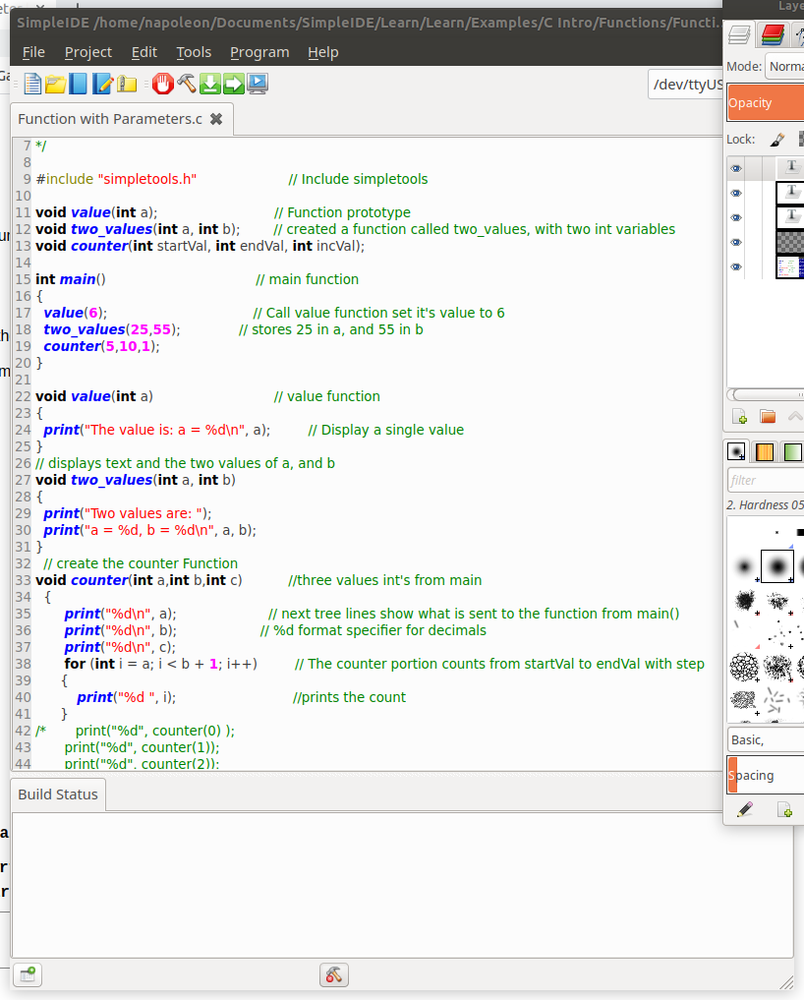 SimpleIDE /home/napoleon/Documents/SimpleIDE/Learn/Learn/Examples/C Intro/Functions/Functi.
File Project Edit Tools Program Help
/dev/ttyUS
Function with Parameters.c
7 */
8
9 #include "simpletools.h" // Include simpletools
10
11 void value(int a); // Function prototype
12 void two_values(int a, int b); // created a function called two_values, with two int variables
13 void counter(int startVal, int endVal, int incVal);
14
15 int main() // main function
16 {
17 value(6); // Call value function set it's value to 6
18 two_values(25,55); // stores 25 in a, and 55 in b
19 counter(5,10,1);
20 }
21
22 void value(int a) // value function
23 {
24 print("The value is: a = %d\n", a); // Display a single value
25 }
26 // displays text and the two values of a, and b
27 void two_values(int a, int b)
28 {
29 print("Two values are: ");
30 print("a = %d, b = %d\n", a, b);
31 }
32 // create the counter Function
33 void counter(int a,int b,int c) //three values int's from main
34 {
35 print("%d\n", a); // next tree lines show what is sent to the function from main()
36 print("%d\n", b); // %d format specifier for decimals
37 print("%d\n", c);
38 for (int i = a; i < b + 1; i++) // The counter portion counts from startVal to endVal with step
39 {
40 print("%d ", i); //prints the count
41 }
42 /* print("%d", counter(0) );
43 print("%d", counter(1));
44 print("%d", counter(2));
Build Status
Laye
Mode: Norma
Opacity
Lock:
filter
2. Hardness 05
Basic,
Spacing